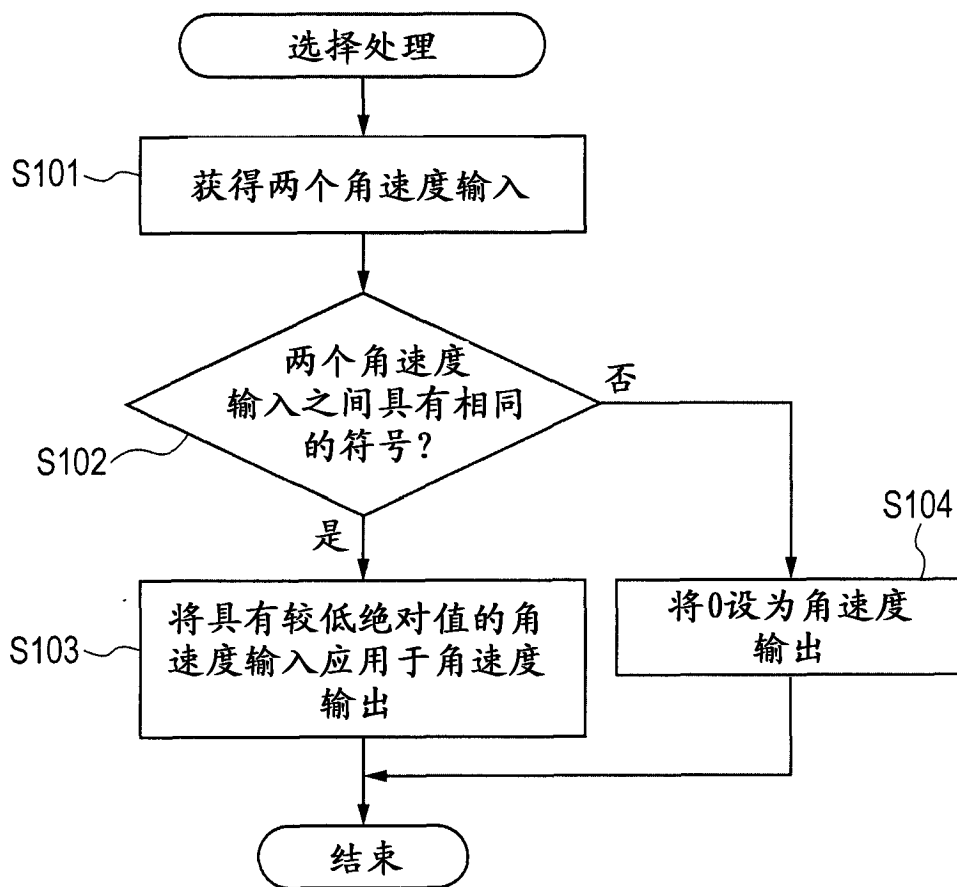 选择处理
S101
获得两个角速度输入
两个角速度
输入之间具有相同
的符号?
否
S102
是
S104
将0设为角速度
输出
S103
将具有较低绝对值的角
速度输入应用于角速度
输出
结束